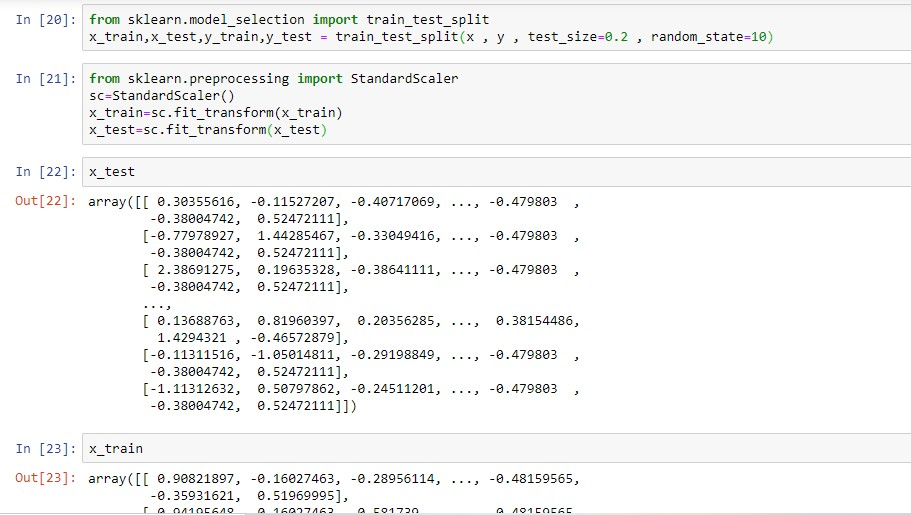 In [20]: from sklearn.model_selection import train_test_split
x_train,x_test,y_train,y_test = train_test_split(x , y , test_size=0.2 , random_state=10)
In [21]: from sklearn.preprocessing import StandardScaler
sc=StandardScaler()
x_train=sc.fit_transform(x_train)
x_test=sc.fit_transform(x_test)
In [22]: x_test
Out[22]: array([[ 0.30355616, -0.11527207, -0.40717069, ..., -0.479803 ,
-0.38004742, 0.52472111],
[-0.77978927, 1.44285467, -0.33049416, ..., -0.479803 ,
-0.38004742, 0.52472111],
[ 2.38691275, 0.19635328, -0.38641111, ..., -0.479803 ,
-0.38004742, 0.52472111],
...,
[ 0.13688763, 0.81960397, 0.20356285, ..., 0.38154486,
1.4294321 , -0.46572879],
[-0.11311516, -1.05014811, -0.29198849, ..., -0.479803 ,
-0.38004742, 0.52472111],
[-1.11312632, 0.50797862, -0.24511201, ..., -0.479803 ,
-0.38004742, 0.52472111]])
In [23]: x_train
Out[23]: array([[ 0.90821897, -0.16027463, -0.28956114, ..., -0.48159565,
-0.35931621, 0.51969995],
[ 0.94195648, -0.16027463, 0.581739